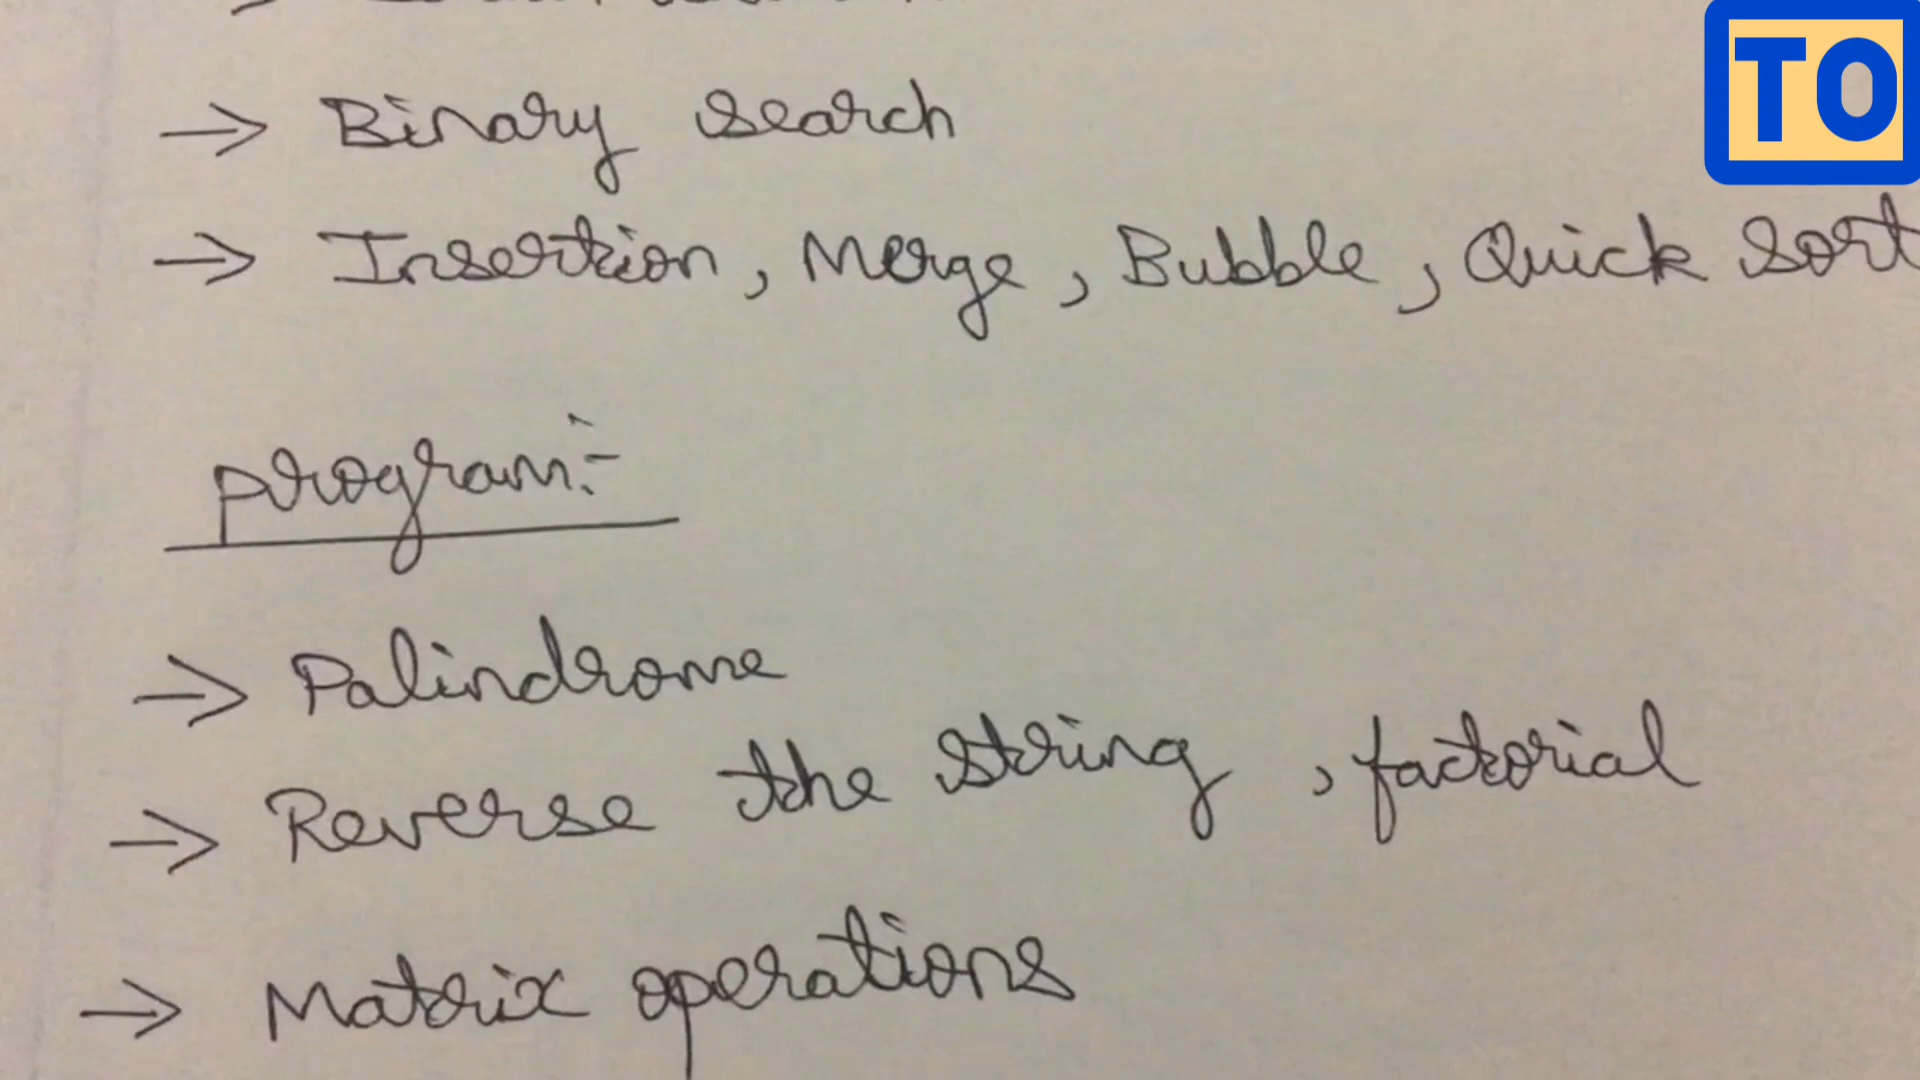 TO
→ Binary search
→ Insertion, Merge, Bubble, Quick sort
program:-
→ Palindrome
→ Reverse the string, factorial
→ Matrix operations